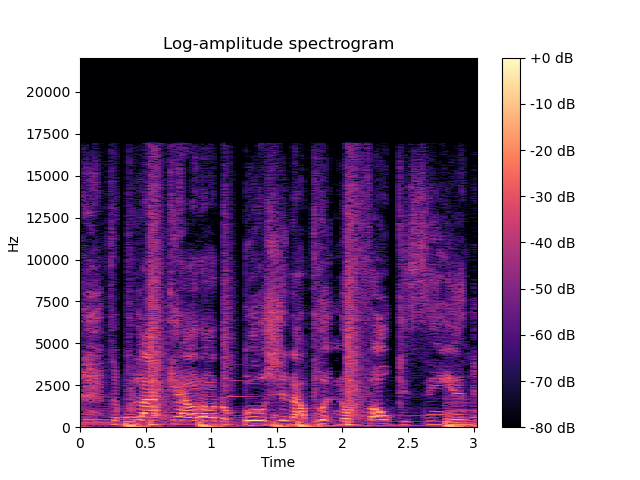 Log-amplitude spectrogram
Hz
20000
17500
15000
12500
10000
7500
5000
2500
0
0 0.5 1 1.5 2 2.5 3
Time
+0 dB
-10 dB
-20 dB
-30 dB
-40 dB
-50 dB
-60 dB
-70 dB
-80 dB